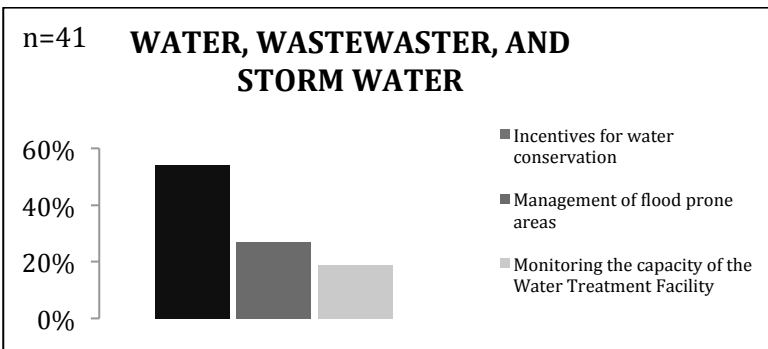 n=41
WATER, WASTEWASTER, AND
STORM WATER
60%
40%
20%
0%
Incentives for water
conservation
Management of flood prone
areas
Monitoring the capacity of the
Water Treatment Facility